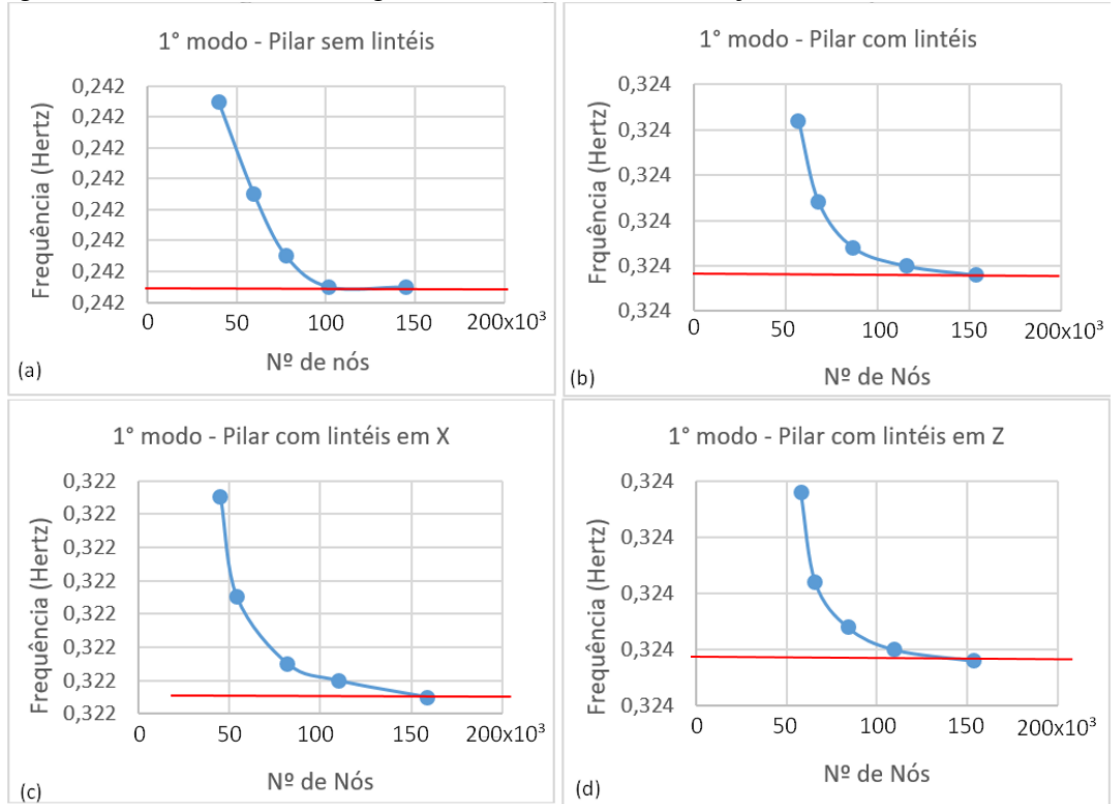 1° modo - Pilar sem lintéis
Frequência (Hertz)
0,242
0,242
0,242
0,242
0,242
0,242
0,242
0,242
0 50 100 150 200x10³
Nº de nós
(a)
1° modo - Pilar com lintéis
Frquência (Hertz)
0,324
0,324
0,324
0,324
0,324
0,324
0 50 100 150 200x10³
Nº de Nós
(b)
1° modo - Pilar com lintéis em X
Frequência (Hertz)
0,322
0,322
0,322
0,322
0,322
0,322
0,322
0,322
0 50 100 150 200x10³
Nº de Nós
(c)
1° modo - Pilar com lintéis em Z
Frequência (Hertz)
0,324
0,324
0,324
0,324
0,324
0 50 100 150 200x10³
Nº de Nós
(d)